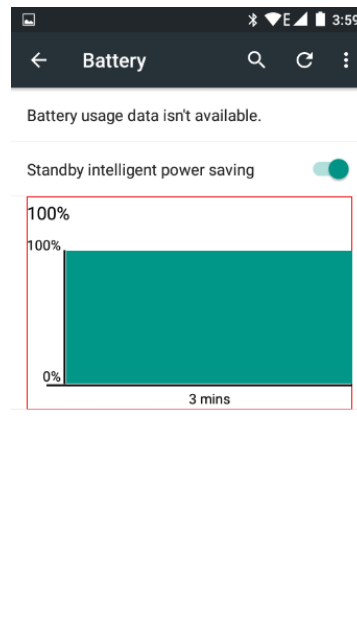 E 3:59
Battery
Battery usage data isn't available.
Standby intelligent power saving
100%
100%
0%
3 mins